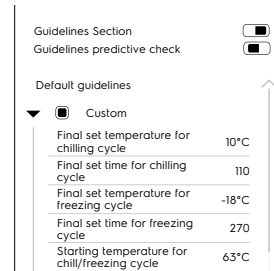 Guidelines Section
Guidelines predictive check
Default guidelines
Custom
Final set temperature for
chilling cycle
10°C
Final set time for chilling
cycle
110
Final set temperature for
freezing cycle
-18°C
Final set time for freezing
cycle
270
Starting temperature for
chill/freezing cycle
63°C